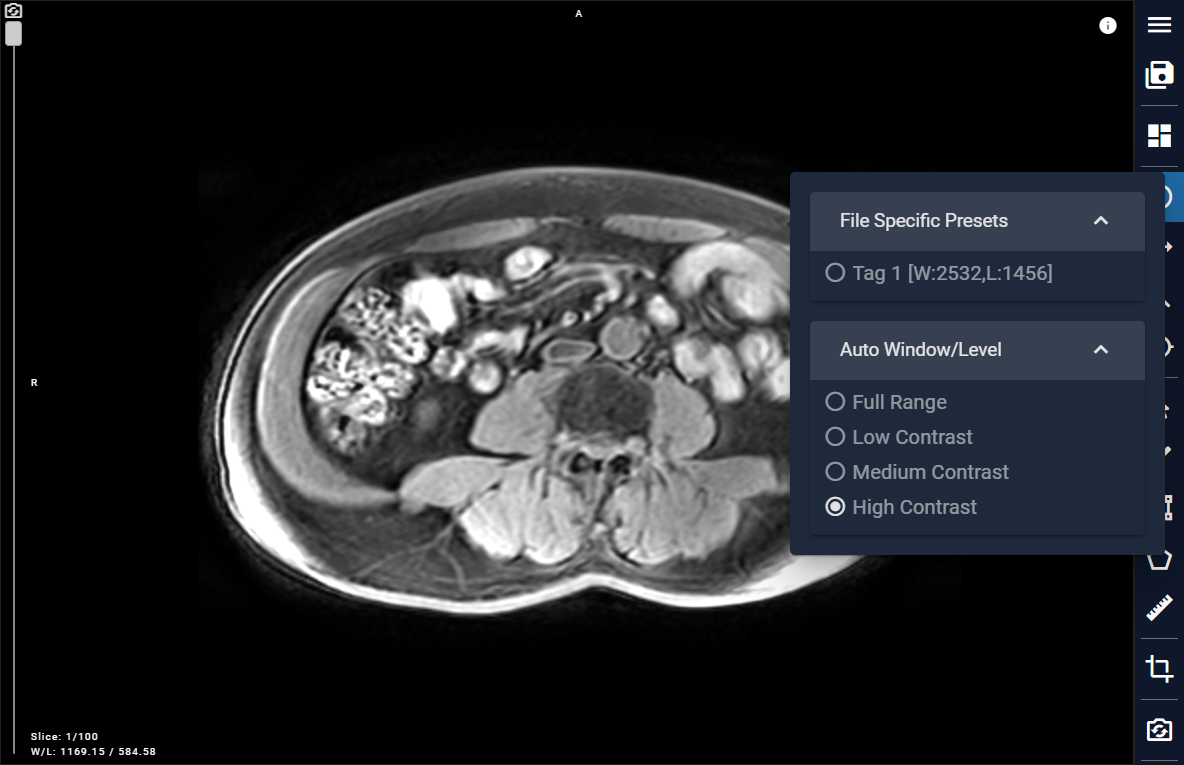 A
R
File Specific Presets
Tag 1 [W:2532,L:1456]
Auto Window/Level
Full Range
Low Contrast
Medium Contrast
High Contrast
Slice: 1/100
W/L: 1169.15 / 584.58